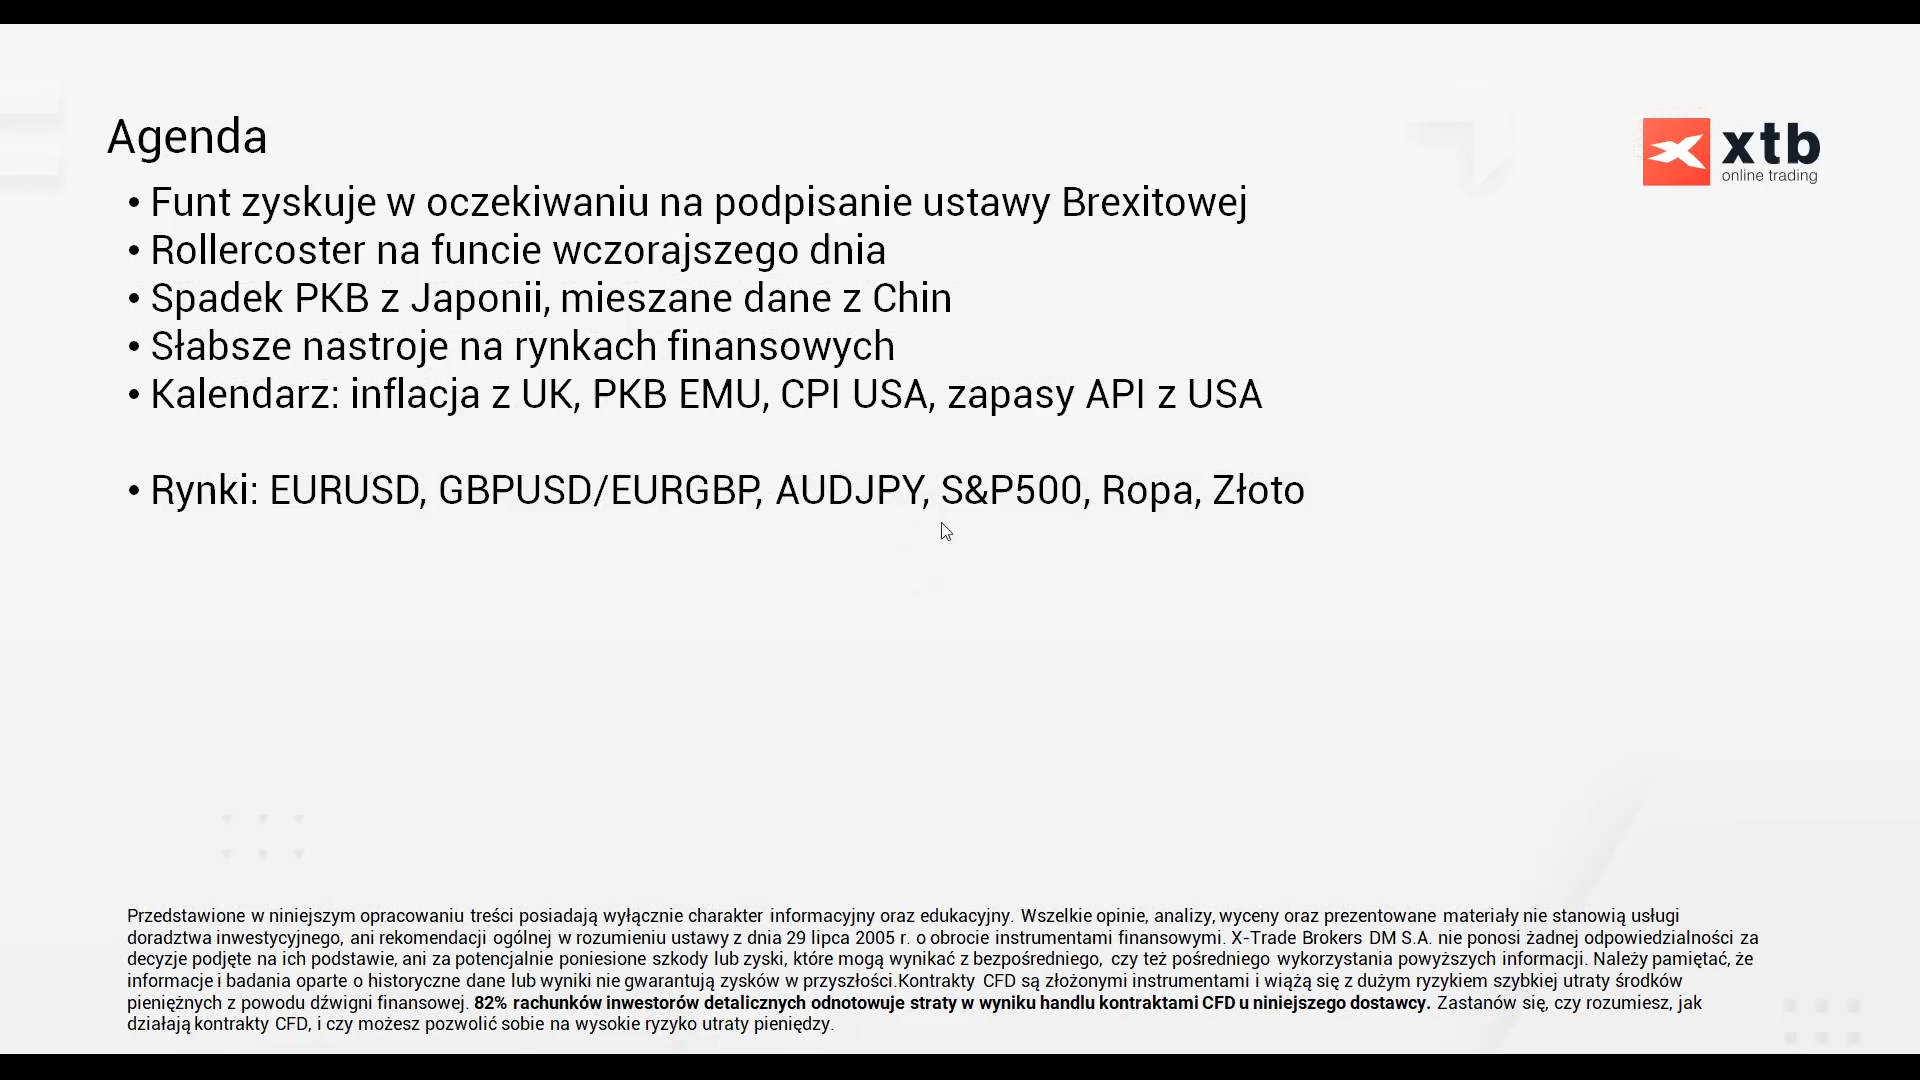 Agenda
xtb
online trading
• Funt zyskuje w oczekiwaniu na podpisanie ustawy Brexitowej
• Rollercoster na funcie wczorajszego dnia
• Spadek PKB z Japonii, mieszane dane z Chin
• Słabsze nastroje na rynkach finansowych
• Kalendarz: inflacja z UK, PKB EMU, CPI USA, zapasy API z USA
• Rynki: EURUSD, GBPUSD/EURGBP, AUDJPY, S&P500, Ropa, Złoto
Przedstawione w niniejszym opracowaniu treści posiadają wyłącznie charakter informacyjny oraz edukacyjny. Wszelkie opinie, analizy, wyceny oraz prezentowane materiały nie stanowią usługi
doradztwa inwestycyjnego, ani rekomendacji ogólnej w rozumieniu ustawy z dnia 29 lipca 2005 r. o obrocie instrumentami finansowymi. X-Trade Brokers DM S.A. nie ponosi żadnej odpowiedzialności za
decyzje podjęte na ich podstawie, ani za potencjalnie poniesione szkody lub zyski, które mogą wynikać z bezpośredniego, czy też pośredniego wykorzystania powyższych informacji. Należy pamiętać, że
informacje i badania oparte o historyczne dane lub wyniki nie gwarantują zysków w przyszłości.Kontrakty CFD są złożonymi instrumentami i wiążą się z dużym ryzykiem szybkiej utraty środków
pieniężnych z powodu dźwigni finansowej. 82% rachunków inwestorów detalicznych odnotowuje straty w wyniku handlu kontraktami CFD u niniejszego dostawcy. Zastanów się, czy rozumiesz, jak
działają kontrakty CFD, i czy możesz pozwolić sobie na wysokie ryzyko utraty pieniędzy.